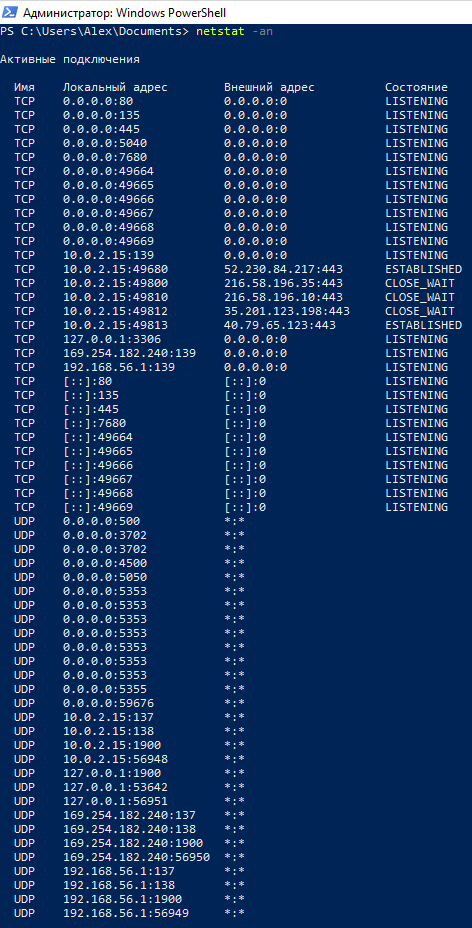 Администратор: Windows PowerShell
PS C:\Users\Alex\Documents> netstat -an
Активные подключения
Имя Локальный адрес Внешний адрес Состояние
TCP 0.0.0.0:80 0.0.0.0:0 LISTENING
TCP 0.0.0.0:135 0.0.0.0:0 LISTENING
TCP 0.0.0.0:445 0.0.0.0:0 LISTENING
TCP 0.0.0.0:5040 0.0.0.0:0 LISTENING
TCP 0.0.0.0:7680 0.0.0.0:0 LISTENING
TCP 0.0.0.0:49664 0.0.0.0:0 LISTENING
TCP 0.0.0.0:49665 0.0.0.0:0 LISTENING
TCP 0.0.0.0:49666 0.0.0.0:0 LISTENING
TCP 0.0.0.0:49667 0.0.0.0:0 LISTENING
TCP 0.0.0.0:49668 0.0.0.0:0 LISTENING
TCP 0.0.0.0:49669 0.0.0.0:0 LISTENING
TCP 10.0.2.15:139 0.0.0.0:0 LISTENING
TCP 10.0.2.15:49680 52.230.84.217:443 ESTABLISHED
TCP 10.0.2.15:49800 216.58.196.35:443 CLOSE_WAIT
TCP 10.0.2.15:49810 216.58.196.10:443 CLOSE_WAIT
TCP 10.0.2.15:49812 35.201.123.198:443 CLOSE_WAIT
TCP 10.0.2.15:49813 40.79.65.123:443 ESTABLISHED
TCP 127.0.0.1:3306 0.0.0.0:0 LISTENING
TCP 169.254.182.240:139 0.0.0.0:0 LISTENING
TCP 192.168.56.1:139 0.0.0.0:0 LISTENING
TCP [::]:80 [::]:0 LISTENING
TCP [::]:135 [::]:0 LISTENING
TCP [::]:445 [::]:0 LISTENING
TCP [::]:7680 [::]:0 LISTENING
TCP [::]:49664 [::]:0 LISTENING
TCP [::]:49665 [::]:0 LISTENING
TCP [::]:49666 [::]:0 LISTENING
TCP [::]:49667 [::]:0 LISTENING
TCP [::]:49668 [::]:0 LISTENING
TCP [::]:49669 [::]:0 LISTENING
UDP 0.0.0.0:500 *:*
UDP 0.0.0.0:3702 *:*
UDP 0.0.0.0:3702 *:*
UDP 0.0.0.0:4500 *:*
UDP 0.0.0.0:5050 *:*
UDP 0.0.0.0:5353 *:*
UDP 0.0.0.0:5353 *:*
UDP 0.0.0.0:5353 *:*
UDP 0.0.0.0:5353 *:*
UDP 0.0.0.0:5353 *:*
UDP 0.0.0.0:5353 *:*
UDP 0.0.0.0:5353 *:*
UDP 0.0.0.0:5355 *:*
UDP 0.0.0.0:59676 *:*
UDP 10.0.2.15:137 *:*
UDP 10.0.2.15:138 *:*
UDP 10.0.2.15:1900 *:*
UDP 10.0.2.15:56948 *:*
UDP 127.0.0.1:1900 *:*
UDP 127.0.0.1:53642 *:*
UDP 127.0.0.1:56951 *:*
UDP 169.254.182.240:137 *:*
UDP 169.254.182.240:138 *:*
UDP 169.254.182.240:1900 *:*
UDP 169.254.182.240:56950 *:*
UDP 192.168.56.1:137 *:*
UDP 192.168.56.1:138 *:*
UDP 192.168.56.1:1900 *:*
UDP 192.168.56.1:56949 *:*